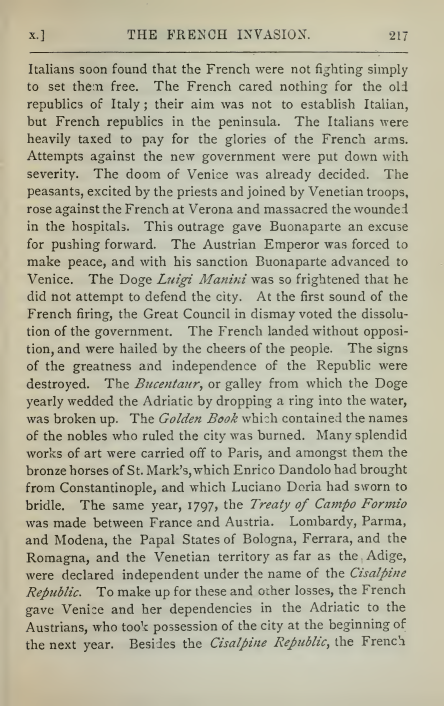 x.] THE FRENCH INVASION. 217
Italians soon found that the French were not fighting simply
to set them free. The French cared nothing for the old
republics of Italy; their aim was not to establish Italian,
but French republics in the peninsula. The Italians were
heavily taxed to pay for the glories of the French arms.
Attempts against the new government were put down with
severity. The doom of Venice was already decided. The
peasants, excited by the priests and joined by Venetian troops,
rose against the French at Verona and massacred the wounded
in the hospitals. This outrage gave Buonaparte an excuse
for pushing forward. The Austrian Emperor was forced to
make peace, and with his sanction Buonaparte advanced to
Venice. The Doge Luigi Manini was so frightened that he
did not attempt to defend the city. At the first sound of the
French firing, the Great Council in dismay voted the dissolu-
tion of the government. The French landed without opposi-
tion, and were hailed by the cheers of the people. The signs
of the greatness and independence of the Republic were
destroyed. The Bucentaur, or galley from which the Doge
yearly wedded the Adriatic by dropping a ring into the water,
was broken up. The Golden Book which contained the names
of the nobles who ruled the city was burned. Many splendid
works of art were carried off to Paris, and amongst them the
bronze horses of St. Mark's, which Enrico Dandolo had brought
from Constantinople, and which Luciano Doria had sworn to
bridle. The same year, 1797, the Treaty of Campo Formio
was made between France and Austria. Lombardy, Parma,
and Modena, the Papal States of Bologna, Ferrara, and the
Romagna, and the Venetian territory as far as the Adige,
were declared independent under the name of the Cisalpine
Republic. To make up for these and other losses, the French
gave Venice and her dependencies in the Adriatic to the
Austrians, who took possession of the city at the beginning of
the next year. Besides the Cisalpine Republic, the French